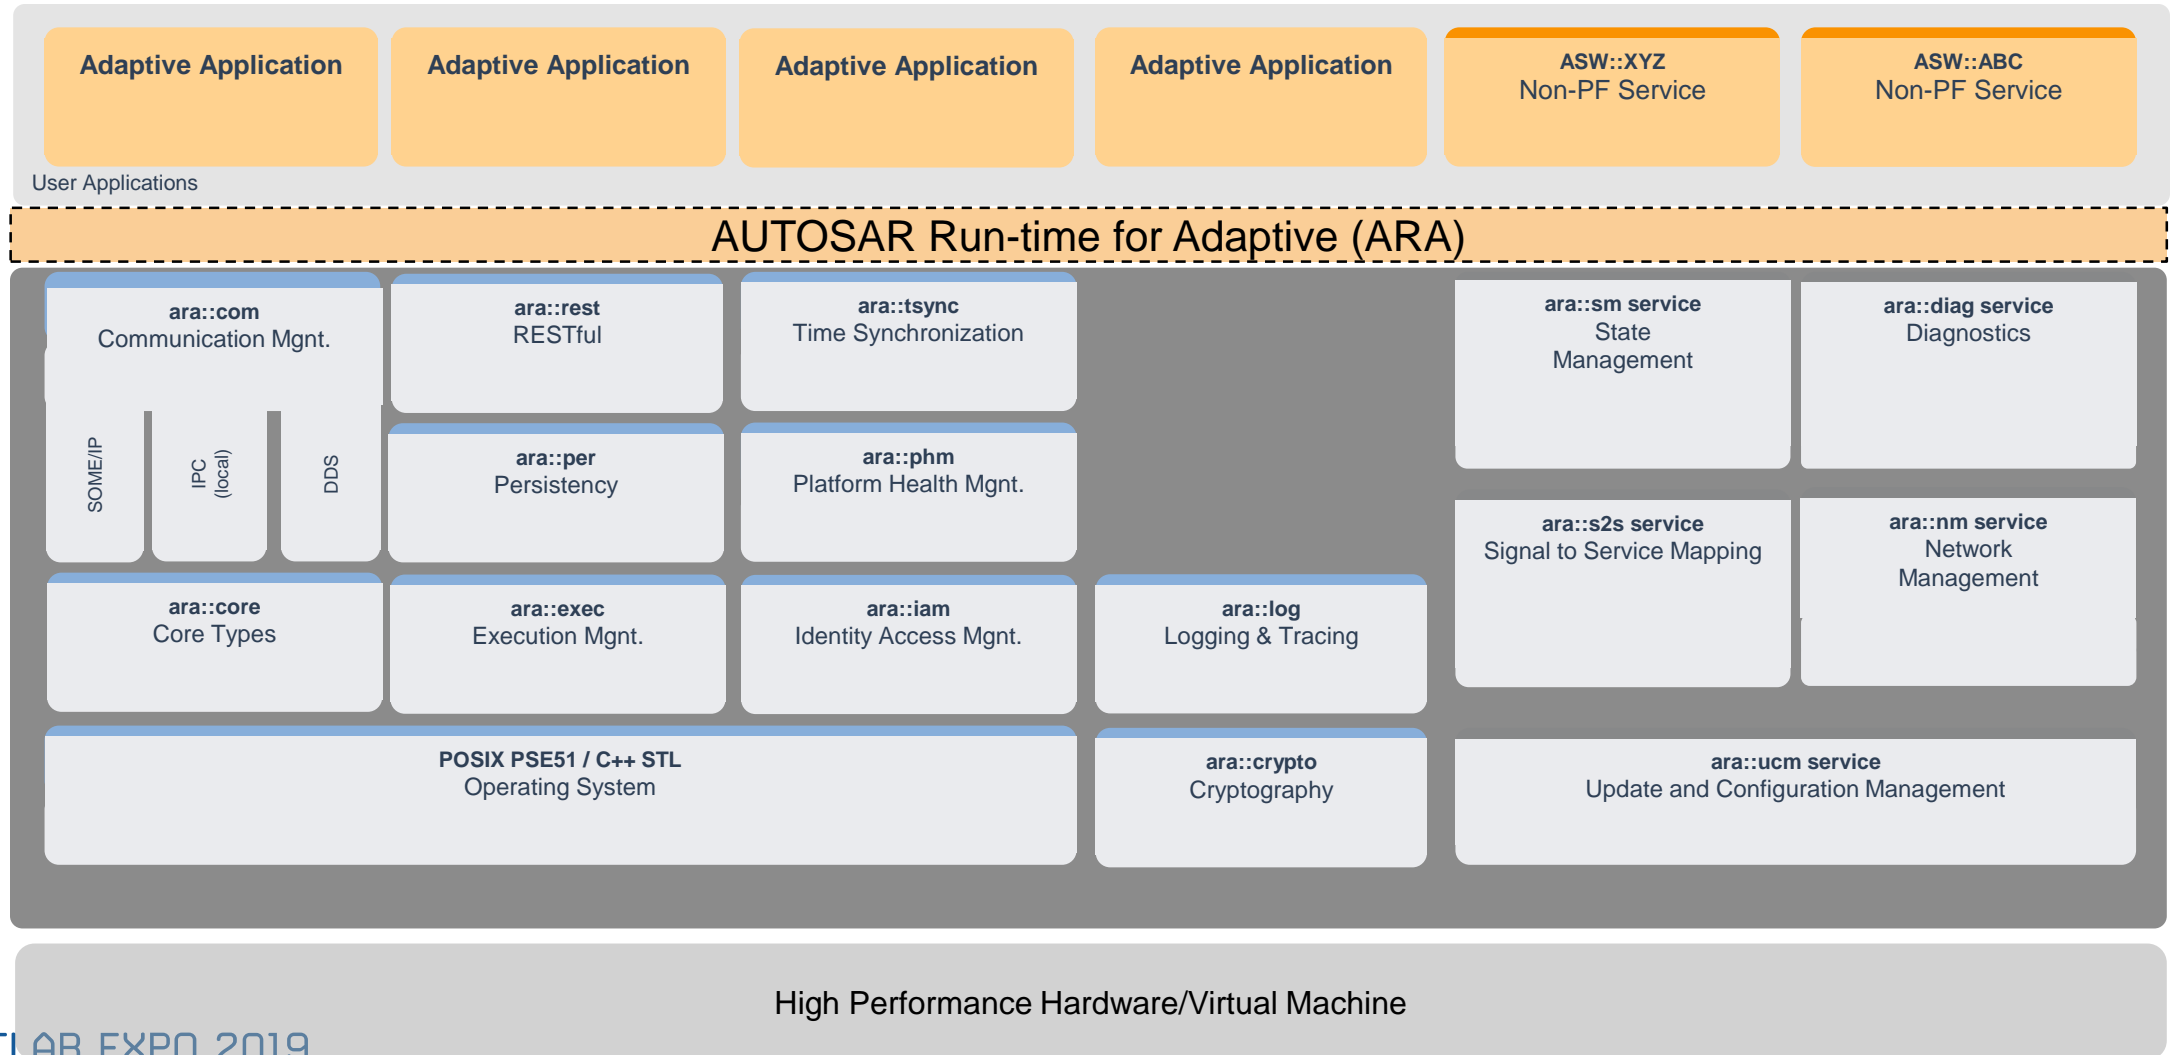 Adaptive Application
Adaptive Application
Adaptive Application
Adaptive Application
ASW::XYZ
Non-PF Service
ASW::ABC
Non-PF Service
User Applications
AUTOSAR Run-time for Adaptive (ARA)
ara::com
Communication Mgnt.
SOME/IP
IPC
(local)
DDS
ara::rest
RESTful
ara::tsync
Time Synchronization
ara::per
Persistency
ara::phm
Platform Health Mgnt.
ara::core
Core Types
ara::exec
Execution Mgnt.
ara::iam
Identity Access Mgnt.
ara::log
Logging & Tracing
POSIX PSE51 / C++ STL
Operating System
ara::crypto
Cryptography
ara::sm service
State
Management
ara::diag service
Diagnostics
ara::s2s service
Signal to Service Mapping
ara::nm service
Network
Management
ara::ucm service
Update and Configuration Management
High Performance Hardware/Virtual Machine
EXPO 2019